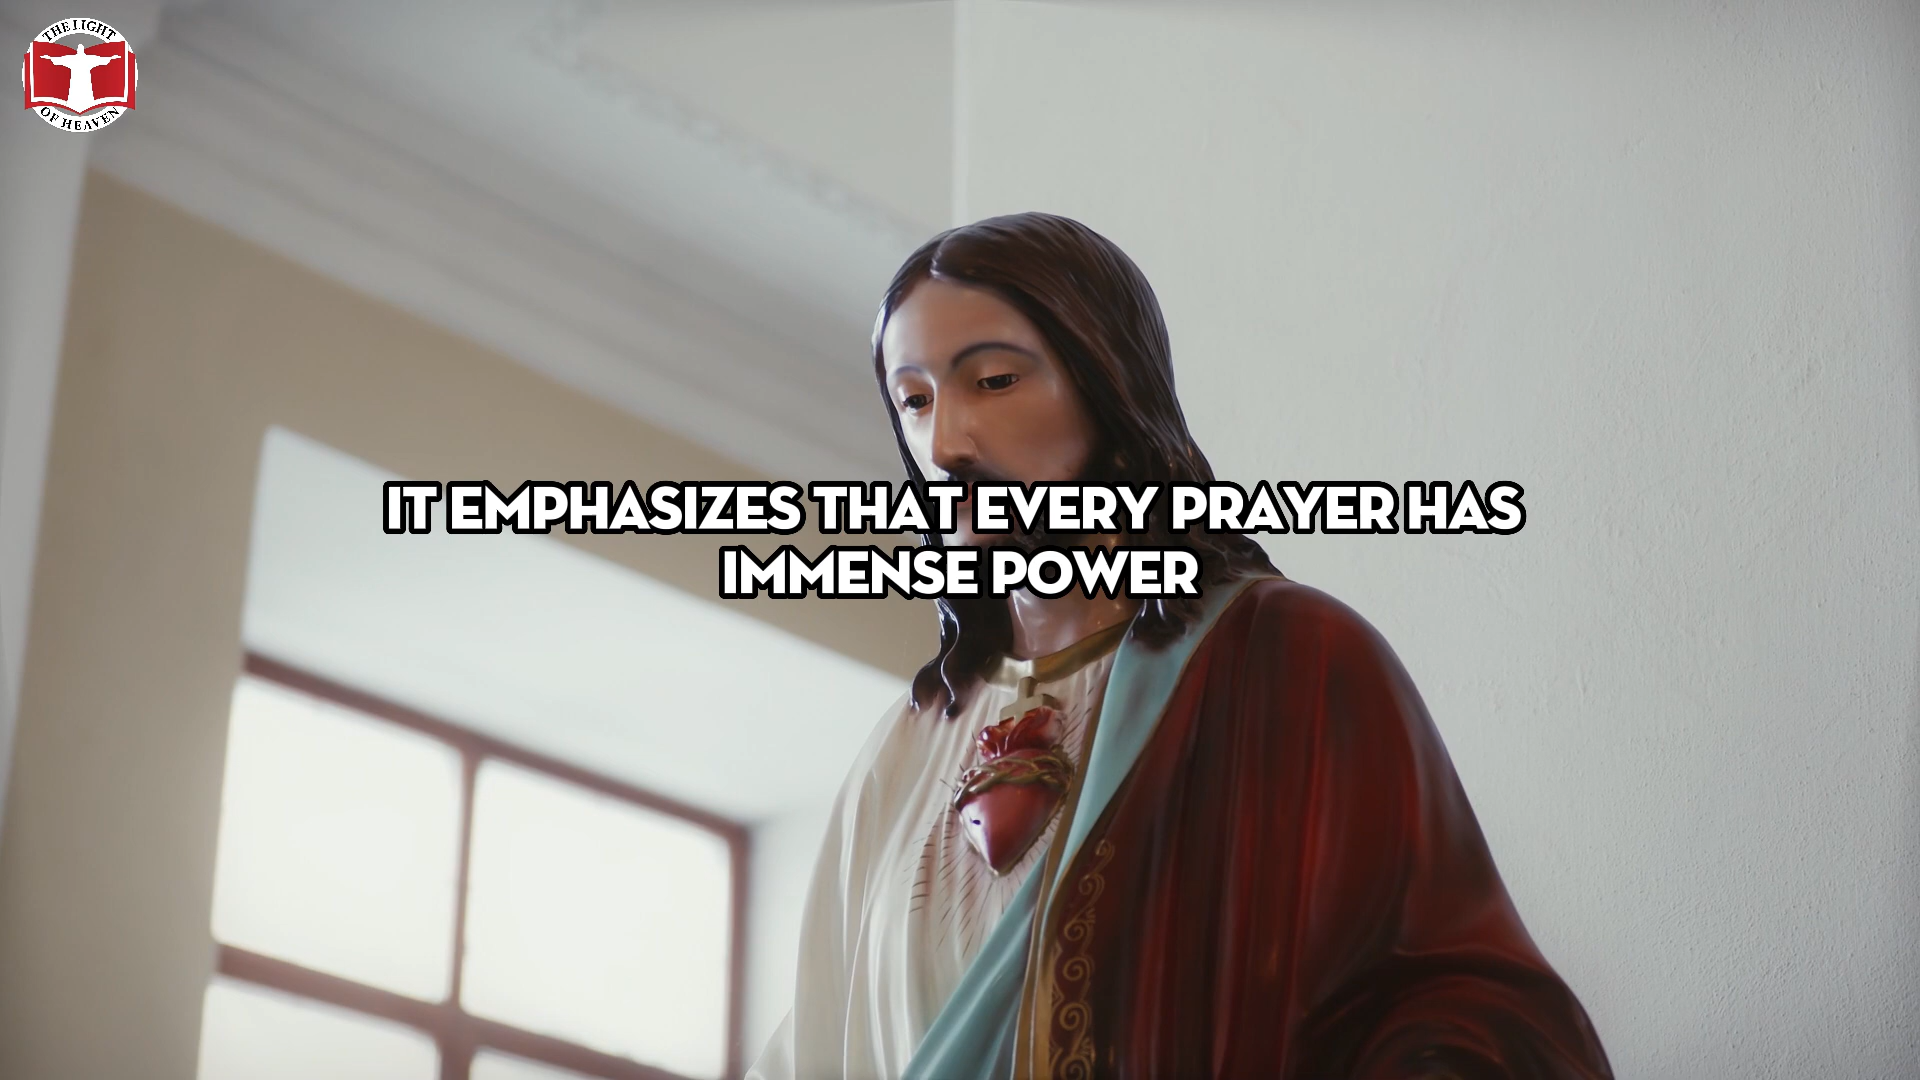 THE LIGHT
OF HEAVEN
IT EMPHASIZES THAT EVERY PRAYER HAS
IMMENSE POWER